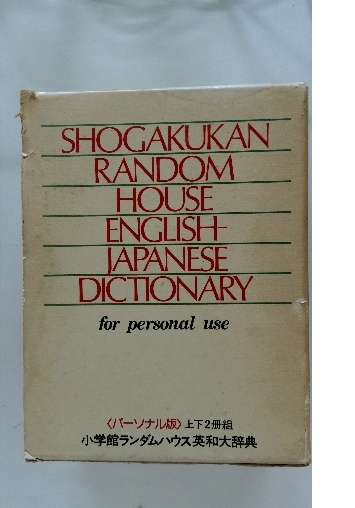 SHOGAKUKAN
RANDOM
HOUSE
ENGLISH-
JAPANESE
DICTIONARY
for personal use
〈パーソナル版〉上下2冊組
小学館ランダムハウス英和大辞典